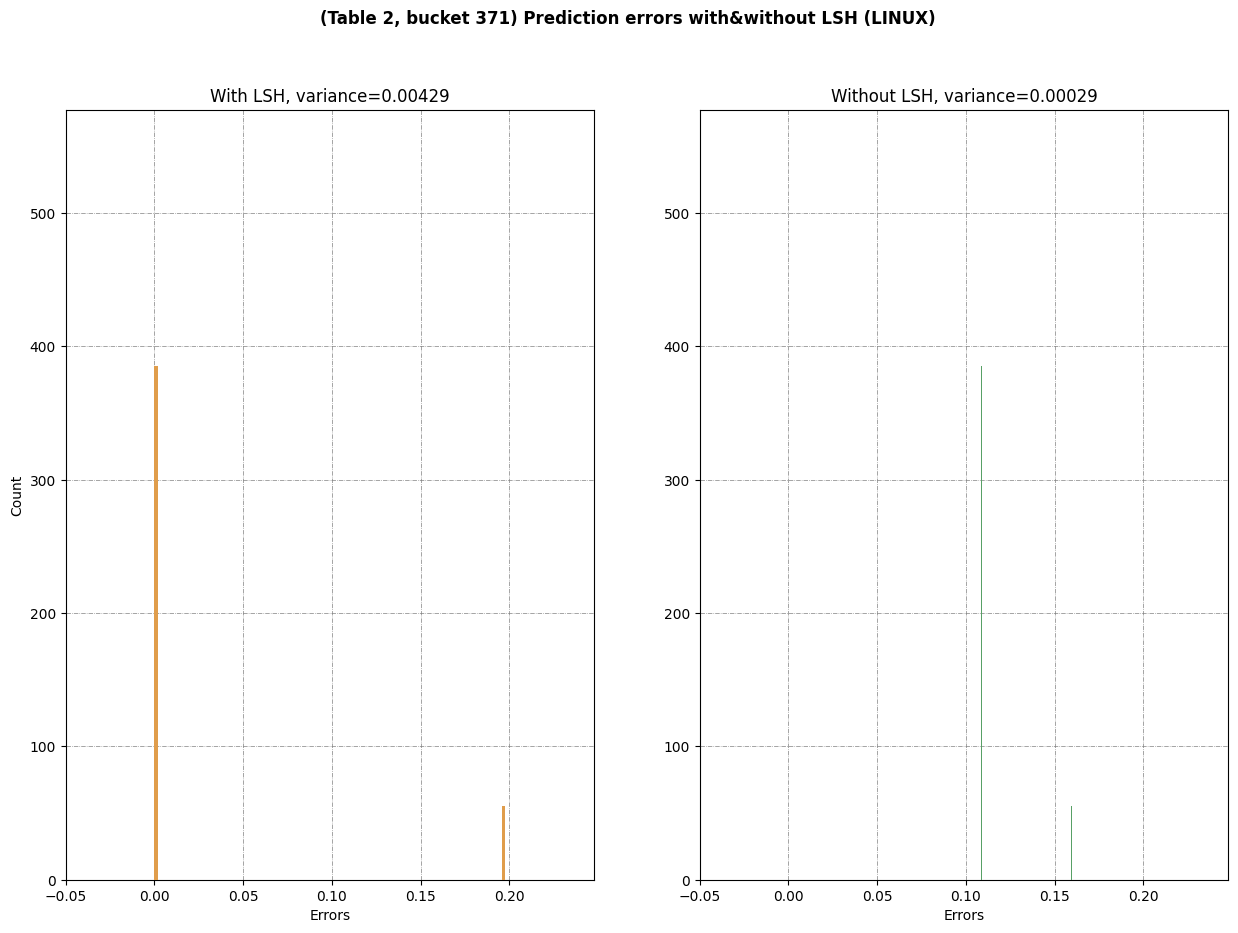 (Table 2, bucket 371) Prediction errors with&without LSH (LINUX)
With LSH, variance=0.00429
500
400
300
200
100
0
Count
−0.05 0.00 0.05 0.10 0.15 0.20
Errors
Without LSH, variance=0.00029
500
400
300
200
100
0
−0.05 0.00 0.05 0.10 0.15 0.20
Errors